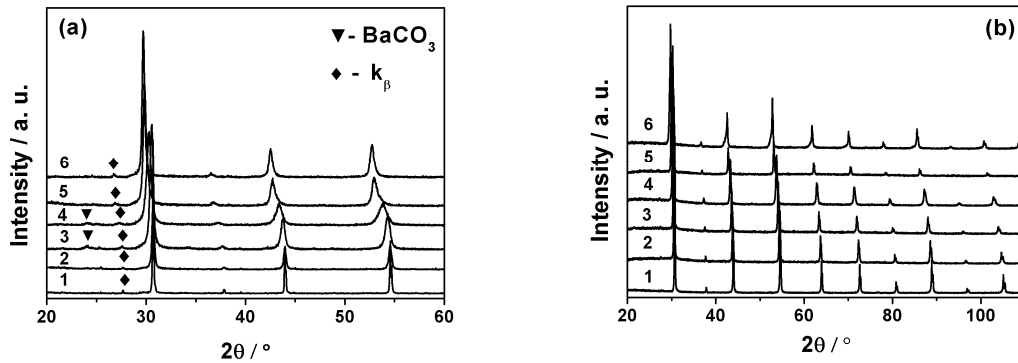 (a)
▼- BaCO₃
♦ - kᵦ
6
5
4
3
2
1
Intensity / a. u.
20 30 40 50 60
2θ / °
(b)
6
5
4
3
2
1
Intensity / a. u.
20 40 60 80 100
2θ / °